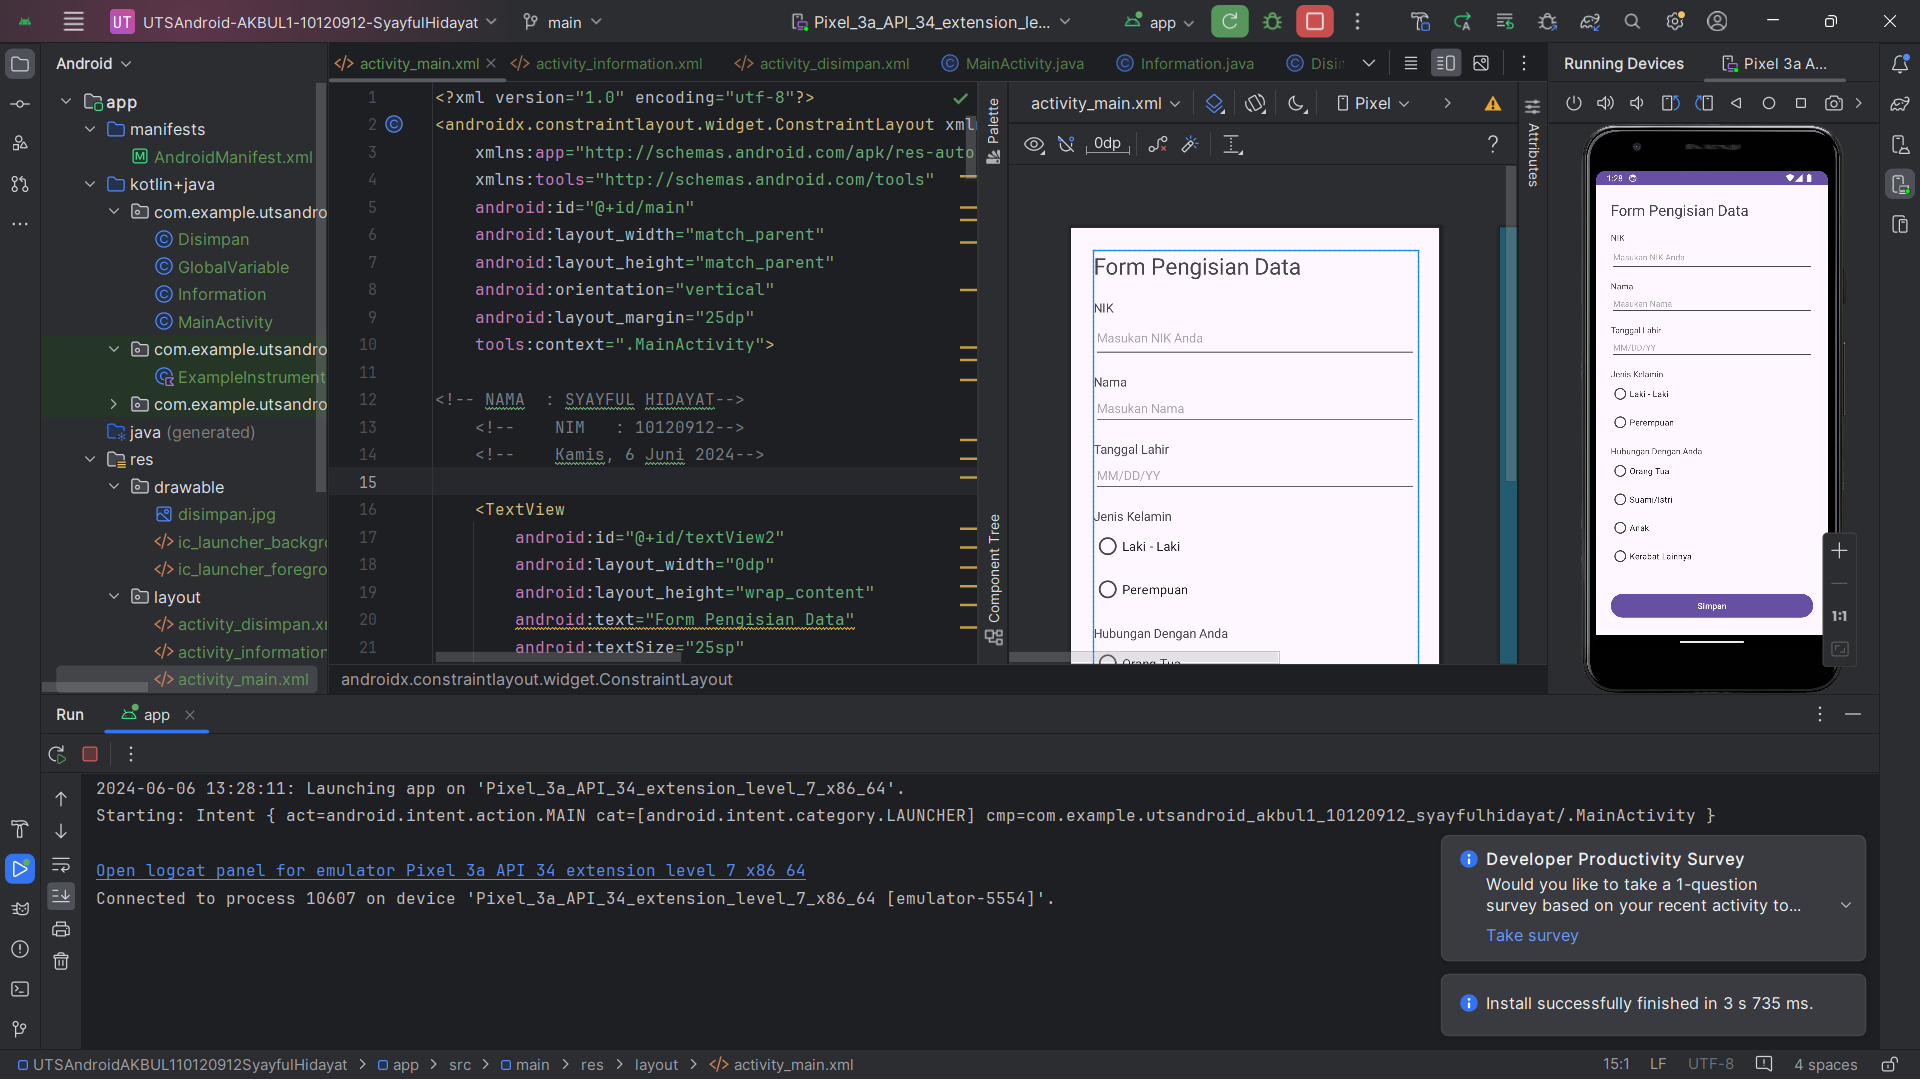 UT UTSAndroid-AKBUL1-10120912-SyayfulHidayat main Pixel_3a_API_34_extension_le... app
Android
app
manifests
AndroidManifest.xml
kotlin+java
com.example.utsandro
Disimpan
GlobalVariable
Information
MainActivity
com.example.utsandro
ExampleInstrument
com.example.utsandro
java (generated)
res
drawable
disimpan.jpg
ic_launcher_backgro
ic_launcher_foregro
layout
activity_disimpan.xm
activity_information
activity_main.xml
activity_main.xml activity_information.xml activity_disimpan.xml MainActivity.java Information.java Disir
1 <?xml version="1.0" encoding="utf-8"?>
2 <androidx.constraintlayout.widget.ConstraintLayout xml
3 xmlns:app="http://schemas.android.com/apk/res-auto
4 xmlns:tools="http://schemas.android.com/tools"
5 android:id="@+id/main"
6 android:layout_width="match_parent"
7 android:layout_height="match_parent"
8 android:orientation="vertical"
9 android:layout_margin="25dp"
10 tools:context=".MainActivity">
11
12 <!-- NAMA : SYAYFUL HIDAYAT-->
13 <!-- NIM : 10120912-->
14 <!-- Kamis, 6 Juni 2024-->
15
16 <TextView
17 android:id="@+id/textView2"
18 android:layout_width="0dp"
19 android:layout_height="wrap_content"
20 android:text="Form Pengisian Data"
21 android:textSize="25sp"
androidx.constraintlayout.widget.ConstraintLayout
Palette
Component Tree
activity_main.xml Pixel
0dp ?
Attributes
Form Pengisian Data
NIK
Masukan NIK Anda
Nama
Masukan Nama
Tanggal Lahir
MM/DD/YY
Jenis Kelamin
Laki - Laki
Perempuan
Hubungan Dengan Anda
Orang Tua
Running Devices Pixel 3a A...
1:28
Form Pengisian Data
NIK
Masukan NIK Anda
Nama
Masukan Nama
Tanggal Lahir
MM/DD/YY
Jenis Kelamin
Laki - Laki
Perempuan
Hubungan Dengan Anda
Orang Tua
Suami/Istri
Anak
Kerabat Lainnya
Simpan
1:1
Run app
2024-06-06 13:28:11: Launching app on 'Pixel_3a_API_34_extension_level_7_x86_64'.
Starting: Intent { act=android.intent.action.MAIN cat=[android.intent.category.LAUNCHER] cmp=com.example.utsandroid_akbul1_10120912_syayfulhidayat/.MainActivity }
Open logcat panel for emulator Pixel 3a API 34 extension level 7 x86 64
Connected to process 10607 on device 'Pixel_3a_API_34_extension_level_7_x86_64 [emulator-5554]'.
Developer Productivity Survey
Would you like to take a 1-question
survey based on your recent activity to...
Take survey
Install successfully finished in 3 s 735 ms.
UTSAndroidAKBUL110120912SyayfulHidayat > app > src > main > res > layout > activity_main.xml
15:1 LF UTF-8 4 spaces